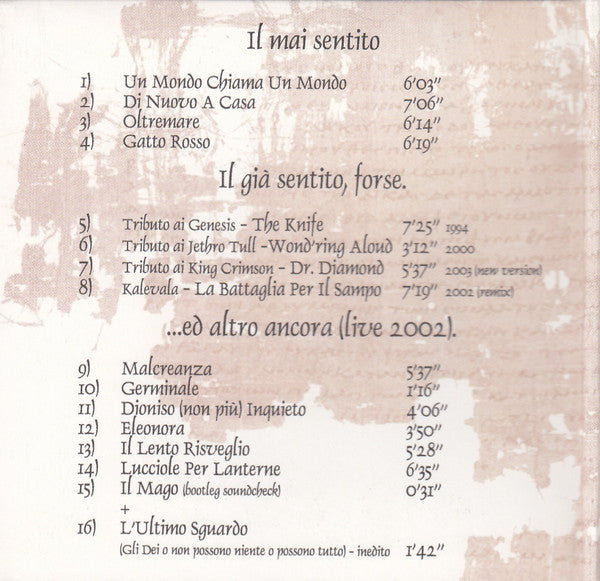 Il mai sentito
1) Un Mondo Chiama Un Mondo 6'03"
2) Di Nuovo A Casa 7'06"
3) Oltremare 6'14"
4) Gatto Rosso 6'19"
Il già sentito, forse.
5) Tributo ai Genesis - The Knife 7'25" 1994
6) Tributo ai Jethro Tull -Wond'ring Aloud 3'12" 2000
7) Tributo ai King Crimson - Dr. Diamond 5'37" 2003 (new version)
8) Kalevala - La Battaglia Per Il Sampo 7'19" 2002 (remix)
...ed altro ancora (live 2002).
9) Malcreanza 5'37"
10) Germinale 1'16"
11) Dioniso (non più) Inquieto 4'06"
12) Eleonora 3'50"
13) Il Lento Risveglio 5'28"
14) Lucciole Per Lanterne 6'35"
15) Il Mago (bootleg soundcheck) 0'31"
+
16) L'Ultimo Sguardo
(Gli Dei o non possono niente o possono tutto) - inedito 1'42"